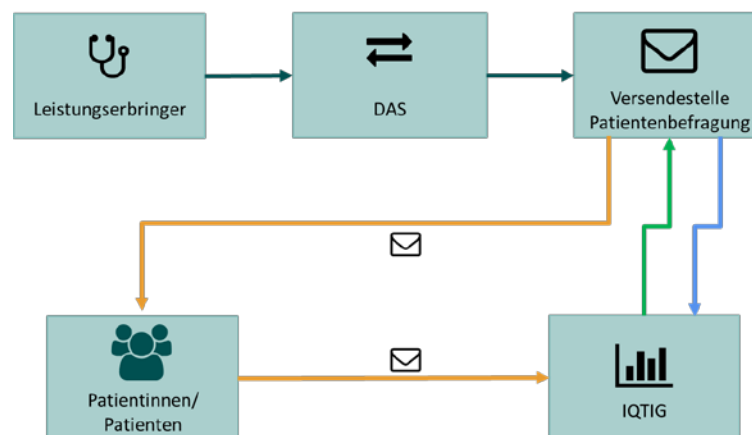 Leistungserbringer
DAS
Versendestelle
Patientenbefragung
Patientinnen/
Patienten
IQTIG